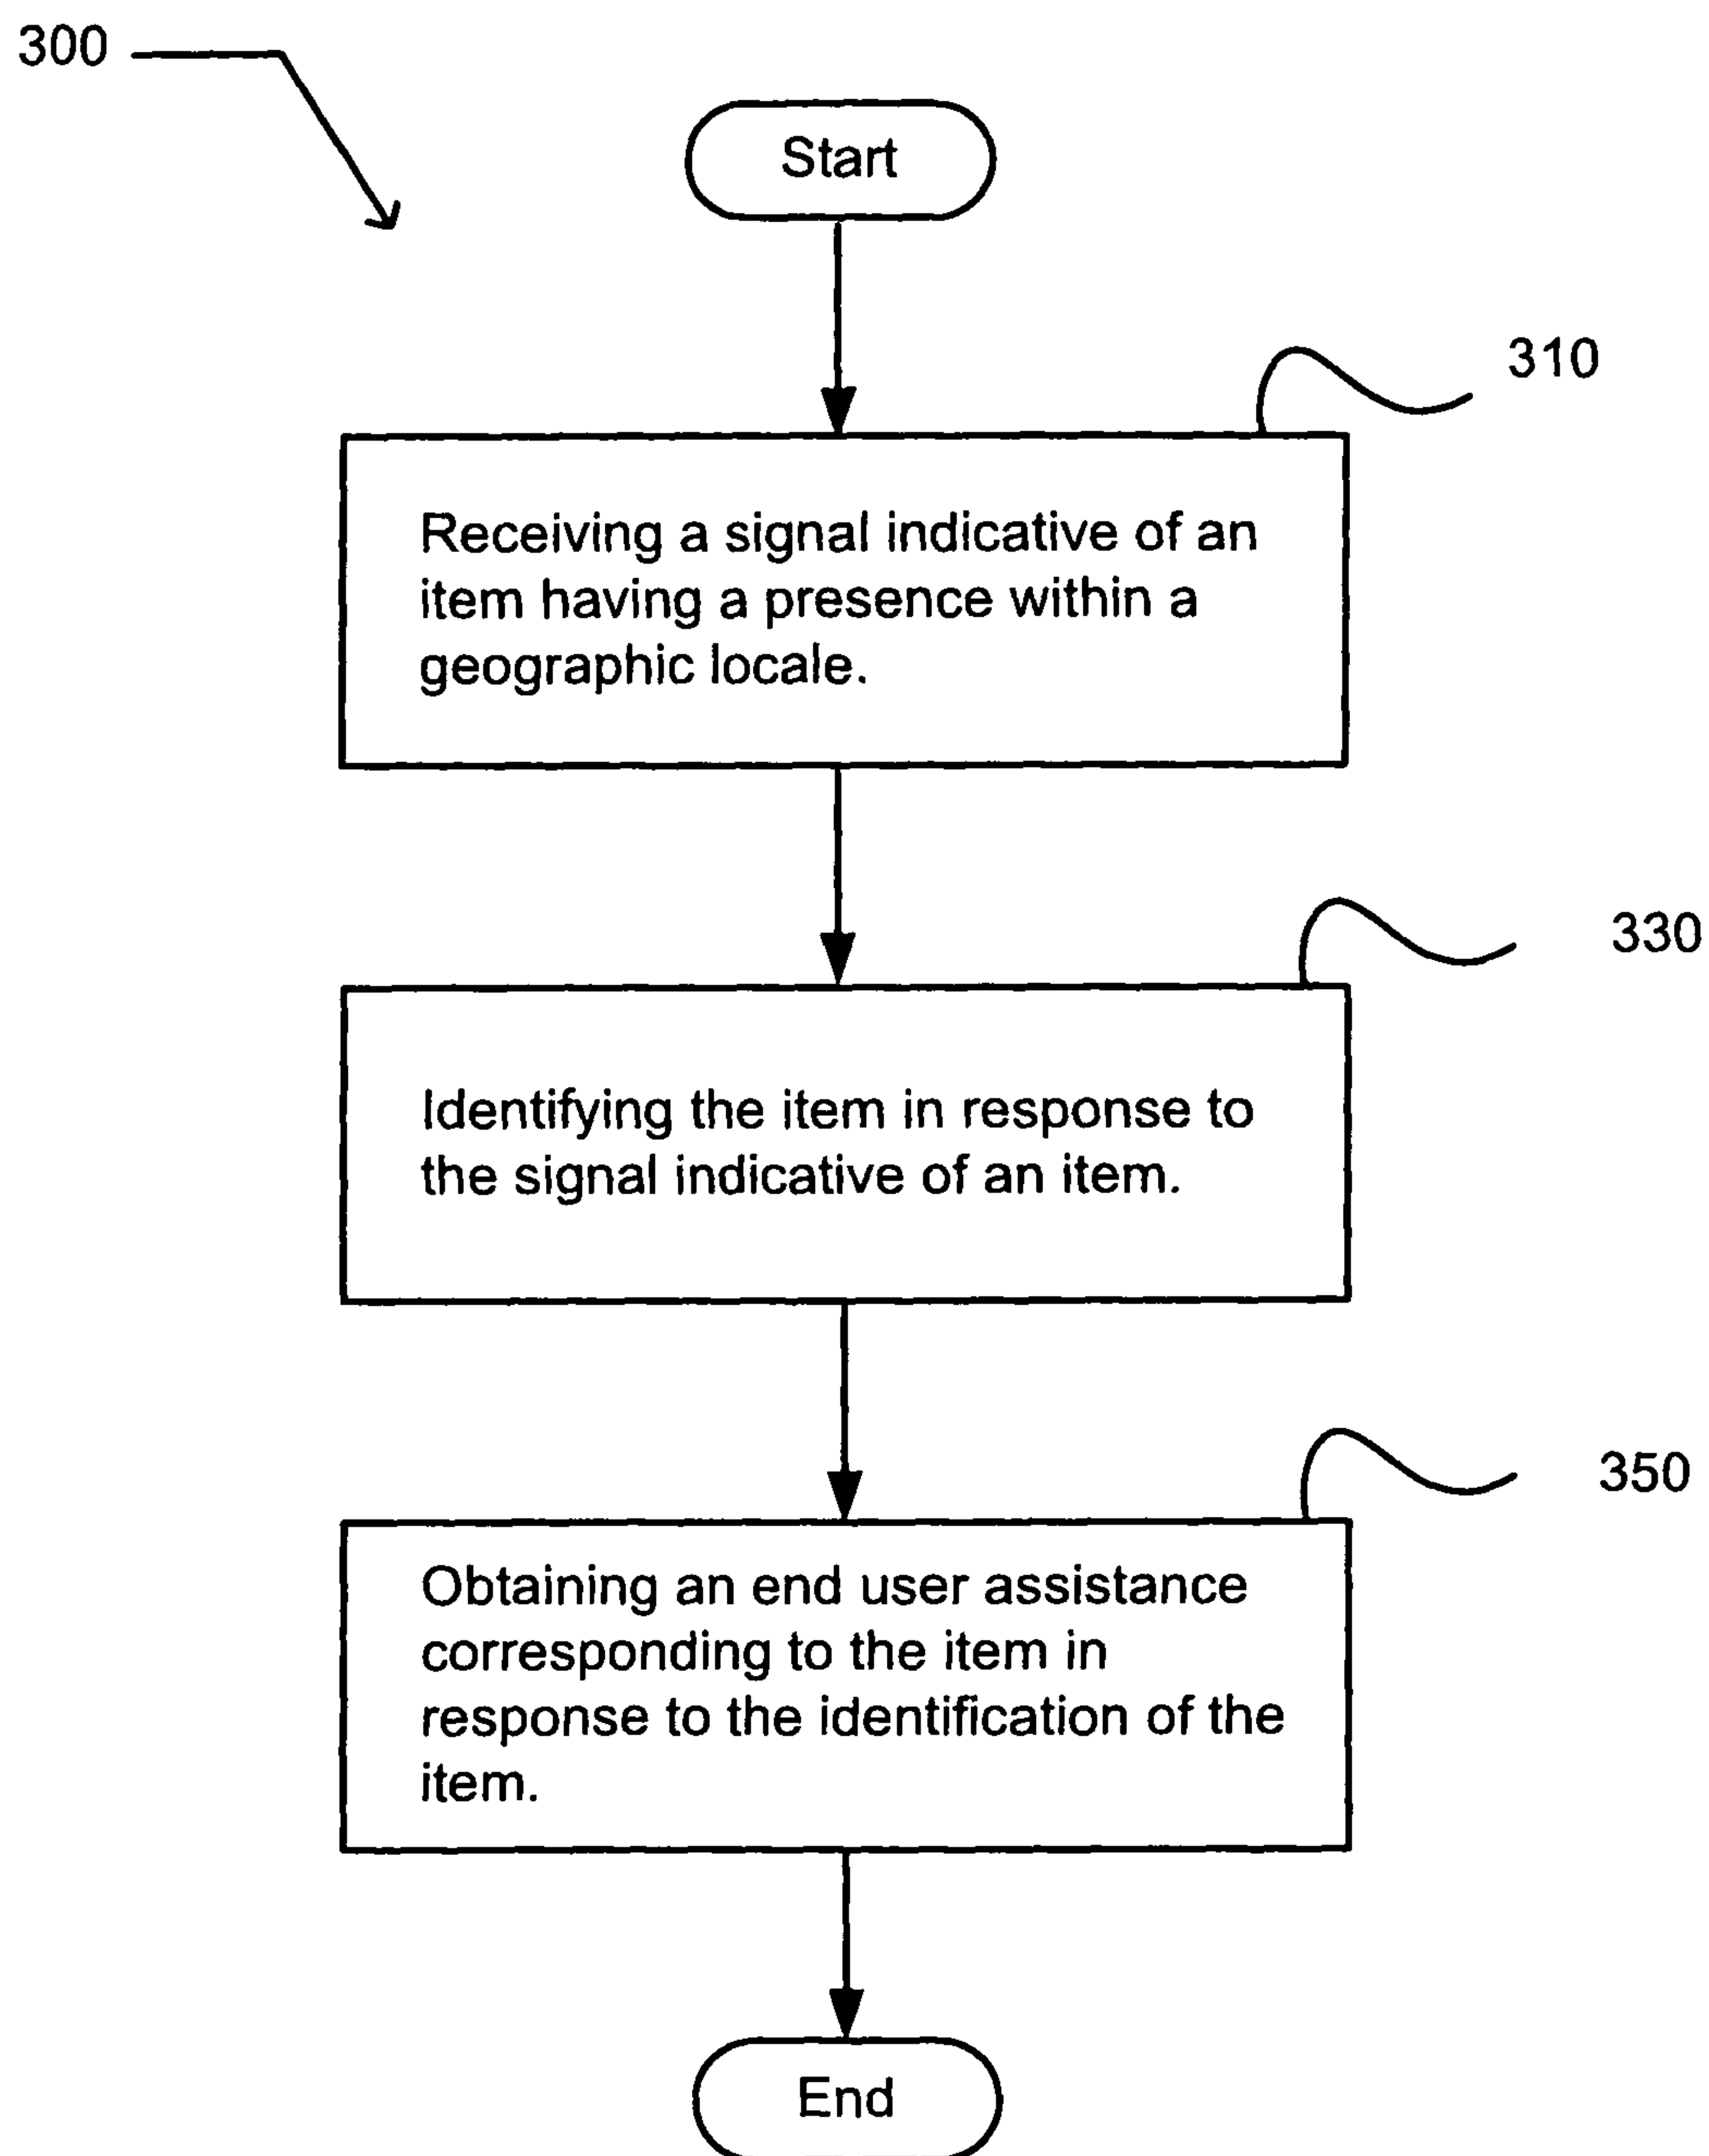 300
Start
310
Receiving a signal indicative of an
item having a presence within a
geographic locale.
330
Identifying the item in response to
the signal indicative of an item.
350
Obtaining an end user assistance
corresponding to the item in
response to the identification of the
item.
End